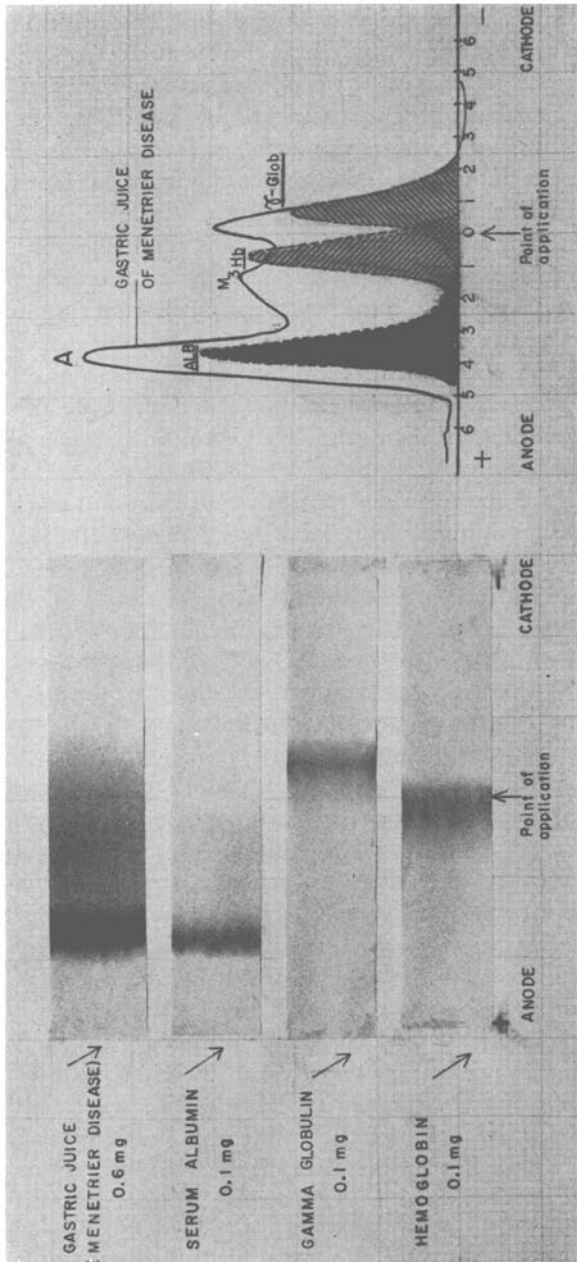 GASTRIC JUICE
(MENETRIER DISEASE)
0.6 mg
SERUM ALBUMIN
0.1 mg
GAMMA GLOBULIN
0.1 mg
HEMOGLOBIN
0.1 mg
+
-
ANODE
Point of
application
CATHODE
GASTRIC JUICE
OF MENETRIER DISEASE
A
ALB
M3
Hb
γ-Glob
6 5 4 3 2 1 0 1 2 3 4 5 6
+
-
ANODE
Point of
application
CATHODE